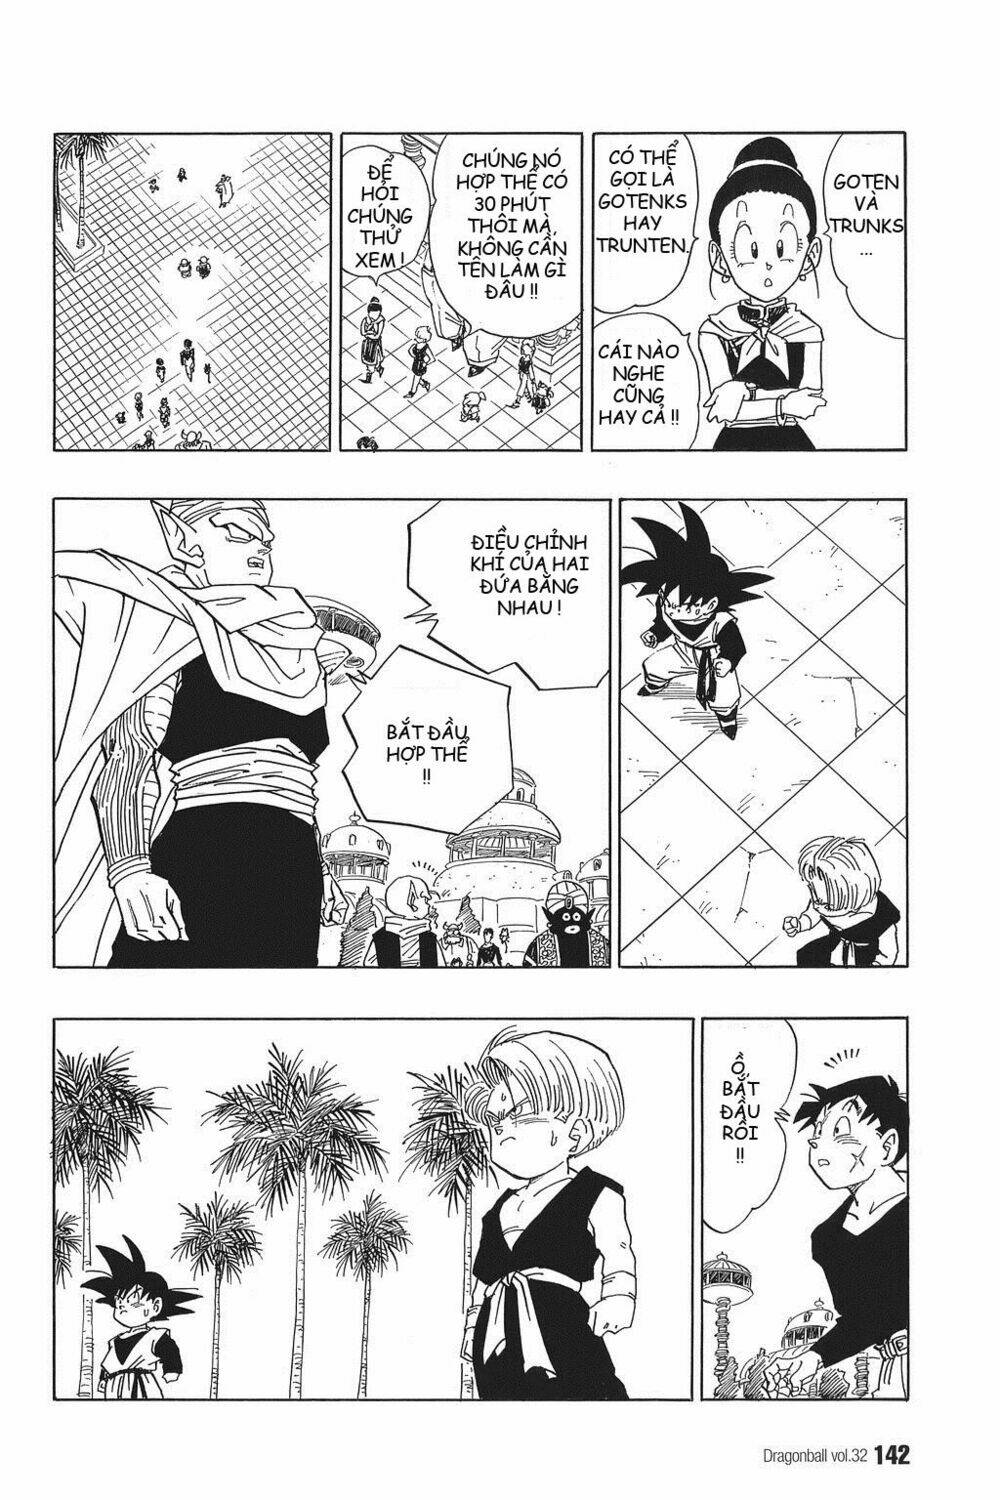 GOTEN
VÀ
TRUNKS
...
CÓ THỂ
GỌI LÀ
GOTENKS
HAY
TRUNTEN.
CÁI NÀO
NGHE
CŨNG
HAY CẢ !!
CHÚNG NÓ
HỢP THỂ CÓ
30 PHÚT
THÔI MÀ,
KHÔNG CẦN
TÊN LÀM GÌ
ĐÂU !!
ĐỂ
HỎI
CHÚNG
THỬ
XEM !
ĐIỀU CHỈNH
KHÍ CỦA HAI
ĐỨA BẰNG
NHAU !
BẮT ĐẦU
HỢP THỂ
!!
Ồ,
BẮT
ĐẦU
RỒI
!!
Dragonball vol.32 142